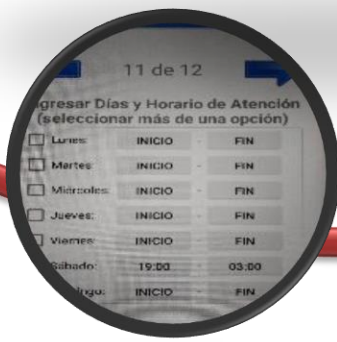 11 de 12
gresar Días y Horario de Atención
(seleccionar más de una opción)
Lunes: INICIO - FIN
Martes: INICIO - FIN
Miércoles: INICIO - FIN
Jueves: INICIO - FIN
Viernes: INICIO - FIN
Sábado: 19:00 03:00
ingo: INICIO - FIN